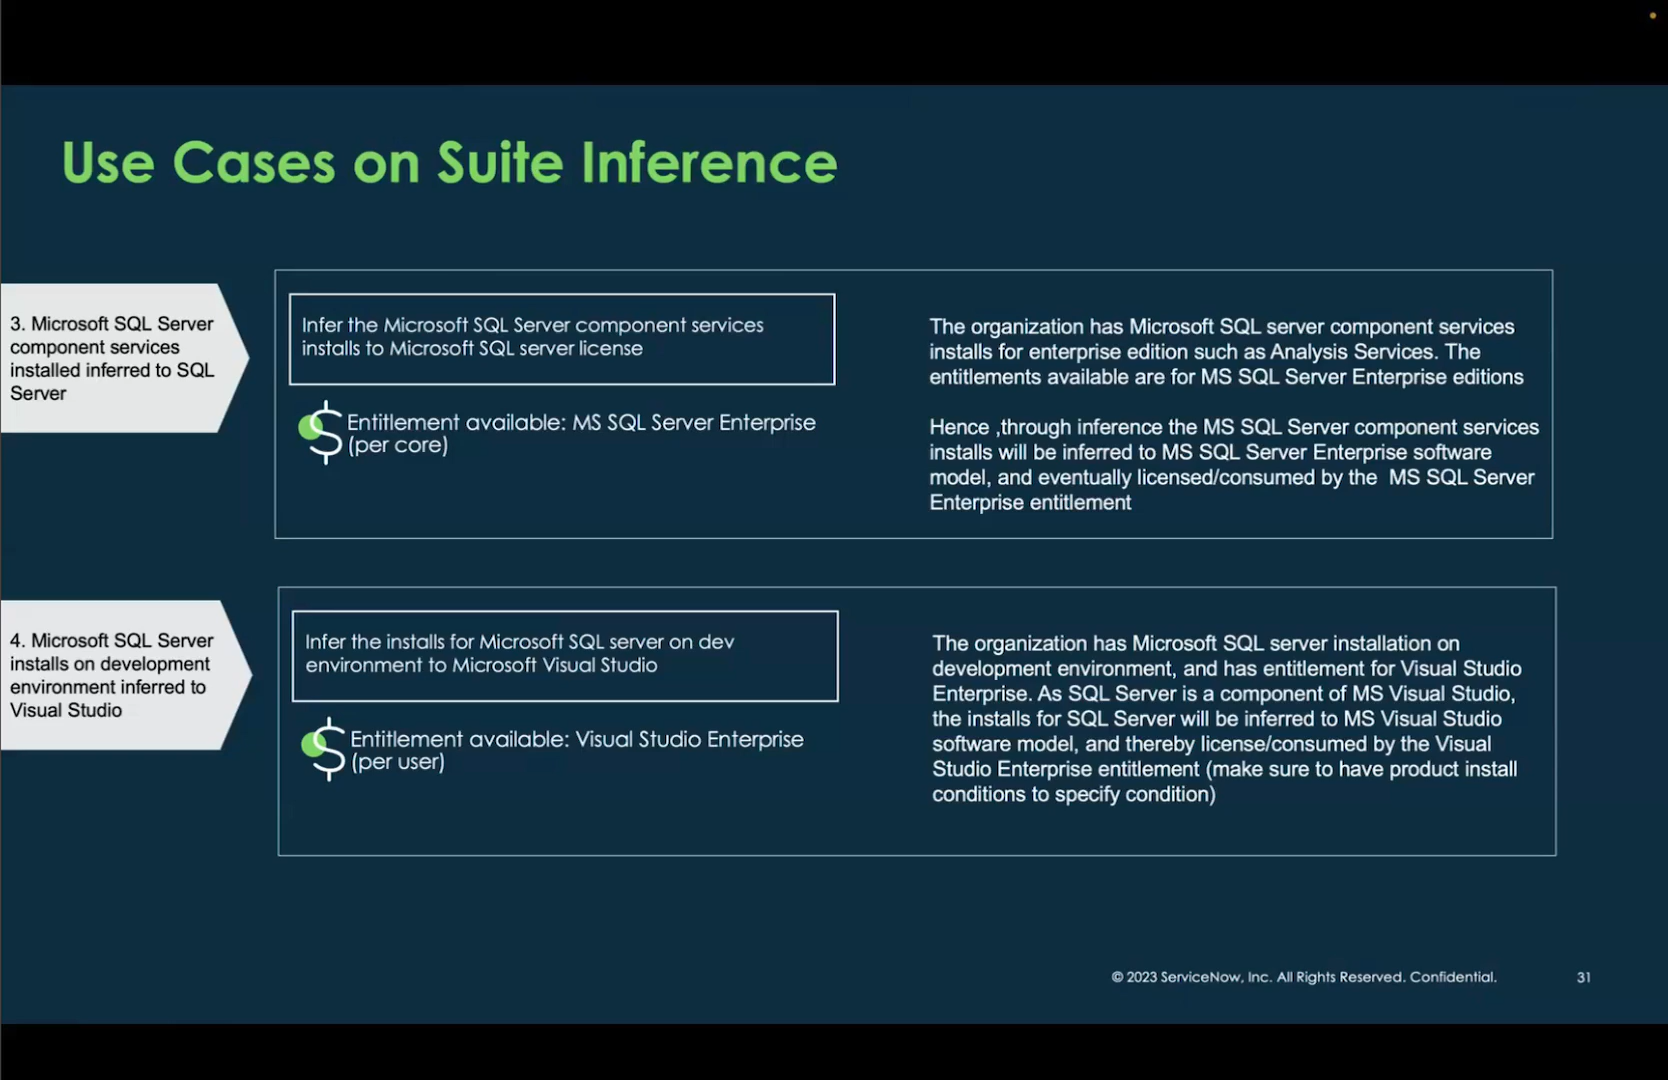 Use Cases on Suite Inference
3. Microsoft SQL Server
component services
installed inferred to SQL
Server
Infer the Microsoft SQL Server component services
installs to Microsoft SQL server license
Entitlement available: MS SQL Server Enterprise
(per core)
The organization has Microsoft SQL server component services
installs for enterprise edition such as Analysis Services. The
entitlements available are for MS SQL Server Enterprise editions
Hence ,through inference the MS SQL Server component services
installs will be inferred to MS SQL Server Enterprise software
model, and eventually licensed/consumed by the  MS SQL Server
Enterprise entitlement
4. Microsoft SQL Server
installs on development
environment inferred to
Visual Studio
Infer the installs for Microsoft SQL server on dev
environment to Microsoft Visual Studio
Entitlement available: Visual Studio Enterprise
(per user)
The organization has Microsoft SQL server installation on
development environment, and has entitlement for Visual Studio
Enterprise. As SQL Server is a component of MS Visual Studio,
the installs for SQL Server will be inferred to MS Visual Studio
software model, and thereby license/consumed by the Visual
Studio Enterprise entitlement (make sure to have product install
conditions to specify condition)
© 2023 ServiceNow, Inc. All Rights Reserved. Confidential.
31